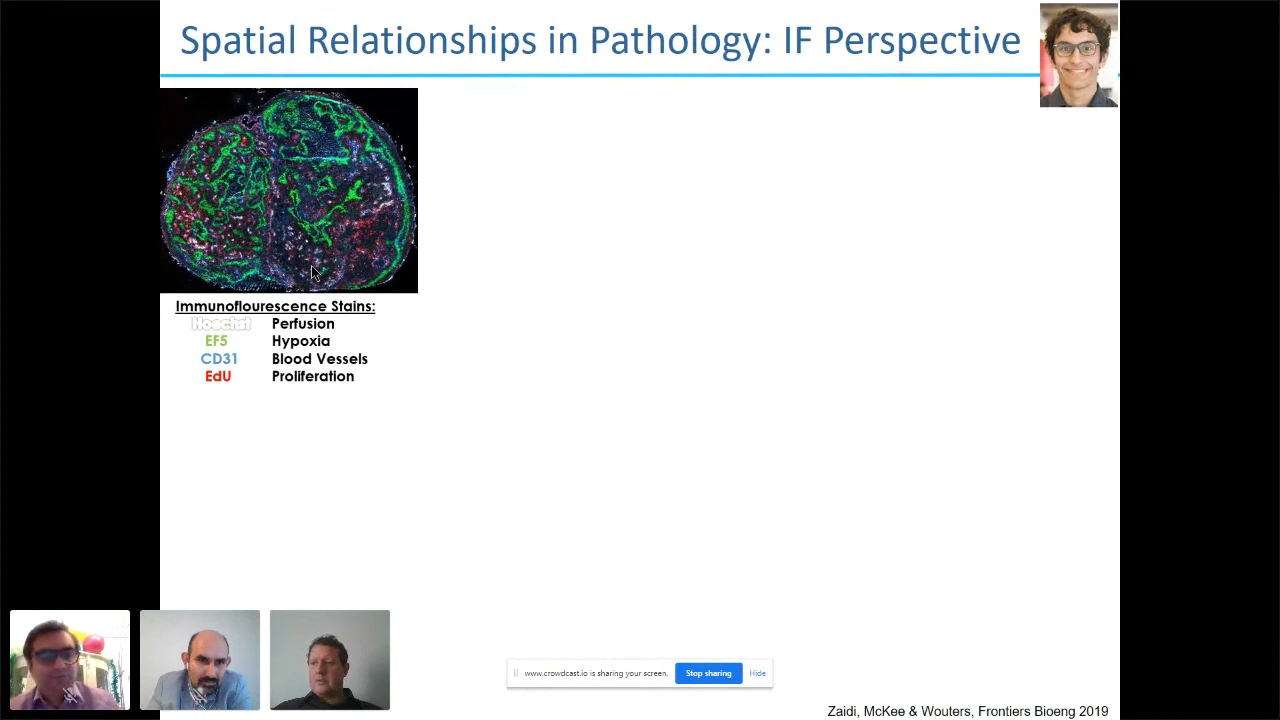 Spatial Relationships in Pathology: IF Perspective
Immunoflourescence Stains:
Hoechst Perfusion
EF5 Hypoxia
CD31 Blood Vessels
EdU Proliferation
www.crowdcast.io is sharing your screen. Stop sharing Hide
Zaidi, McKee & Wouters, Frontiers Bioeng 2019